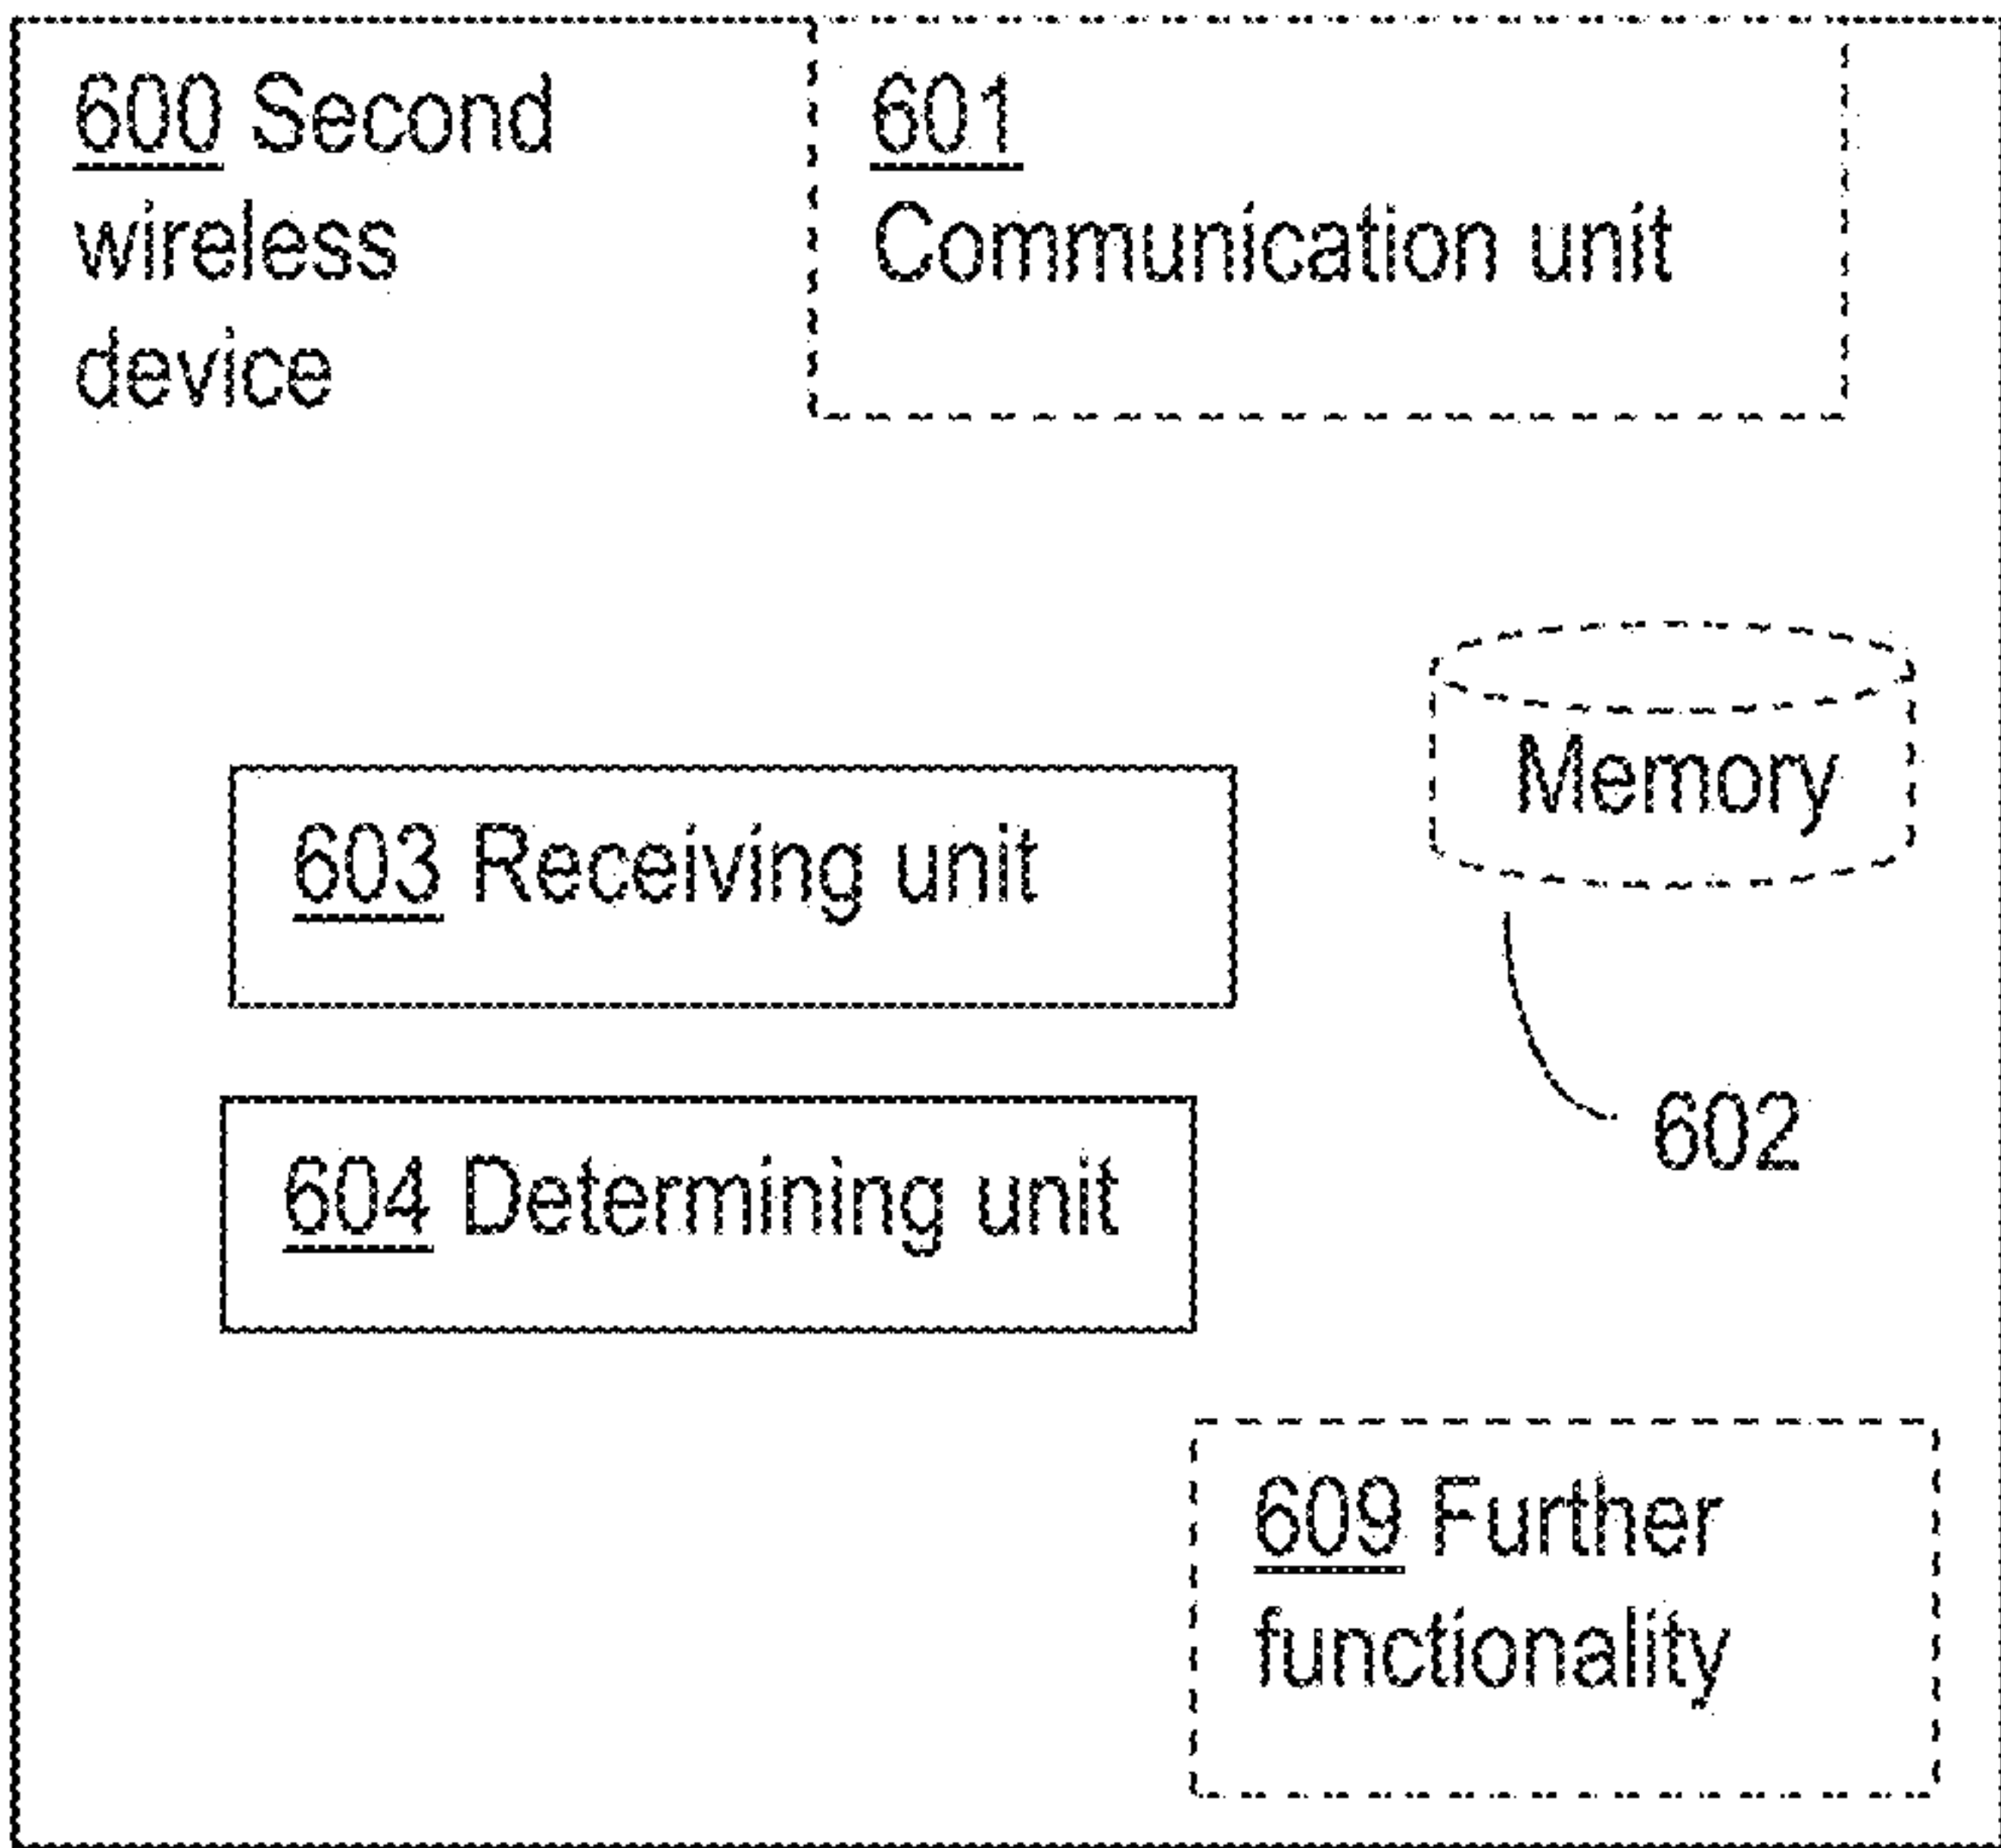 600 Second
wireless
device
601
Communication unit
Memory
603 Receiving unit
602
604 Determining unit
609 Further
functionality